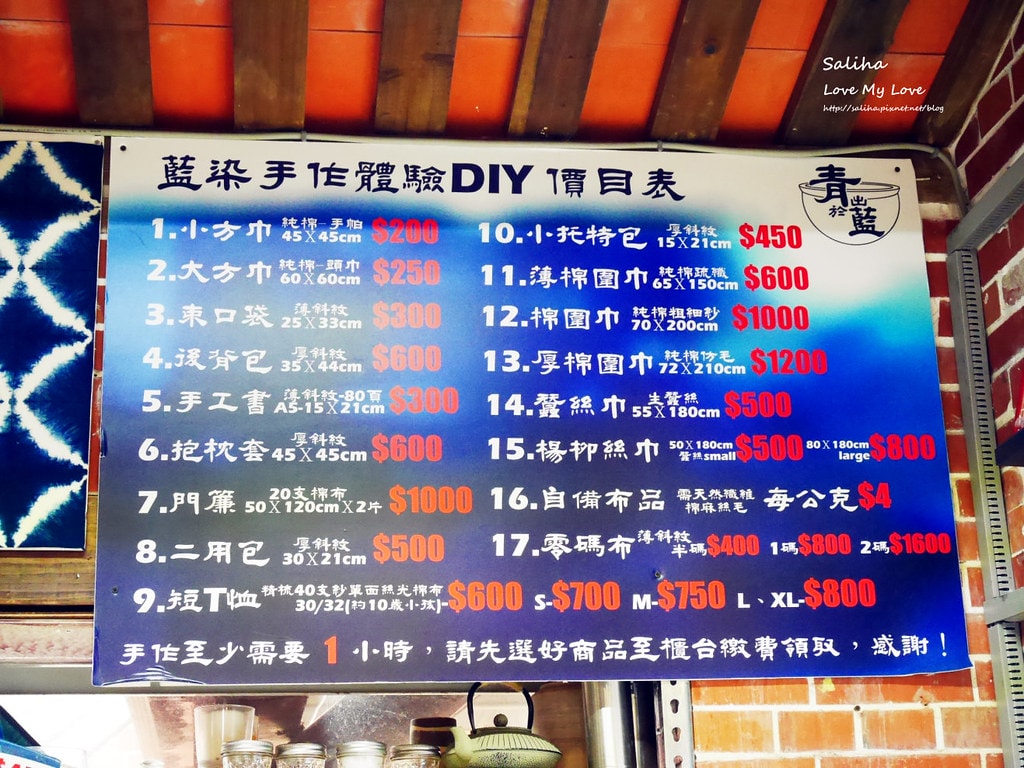 Saliha
Love My Love
http://saliha.pixnet.net/blog
藍染手作體驗DIY 價目表
青出於藍
1.小方巾 純棉-手帕 45X45cm $200
2.大方巾 純棉-頭巾 60X60cm $250
3.束口袋 薄斜紋 25X33cm $300
4.後背包 厚斜紋 35X44cm $600
5.手工書 薄斜紋-80頁 A5-15X21cm $300
6.抱枕套 厚斜紋 45X45cm $600
7.門簾 20支棉布 50X120cmX2片 $1000
8.二用包 厚斜紋 30X21cm $500
9.短T恤 精梳40支紗單面絲光棉布 30/32(約10歲小孩)-$600 S-$700 M-$750 L、XL-$800
10.小托特包 厚斜紋 15X21cm $450
11.薄棉圍巾 純棉疏織 65X150cm $600
12.棉圍巾 純棉粗細紗 70X200cm $1000
13.厚棉圍巾 純棉仿毛 72X210cm $1200
14.蠶絲巾 生蠶絲 55X180cm $500
15.楊柳絲巾 50X180cm 蠶絲small $500 80X180cm large $800
16.自備布品 需天然纖維 棉麻絲毛 每公克$4
17.零碼布 薄斜紋 半碼$400 1碼$800 2碼$1600
手作至少需要 1 小時，請先選好商品至櫃台繳費領取，感謝！